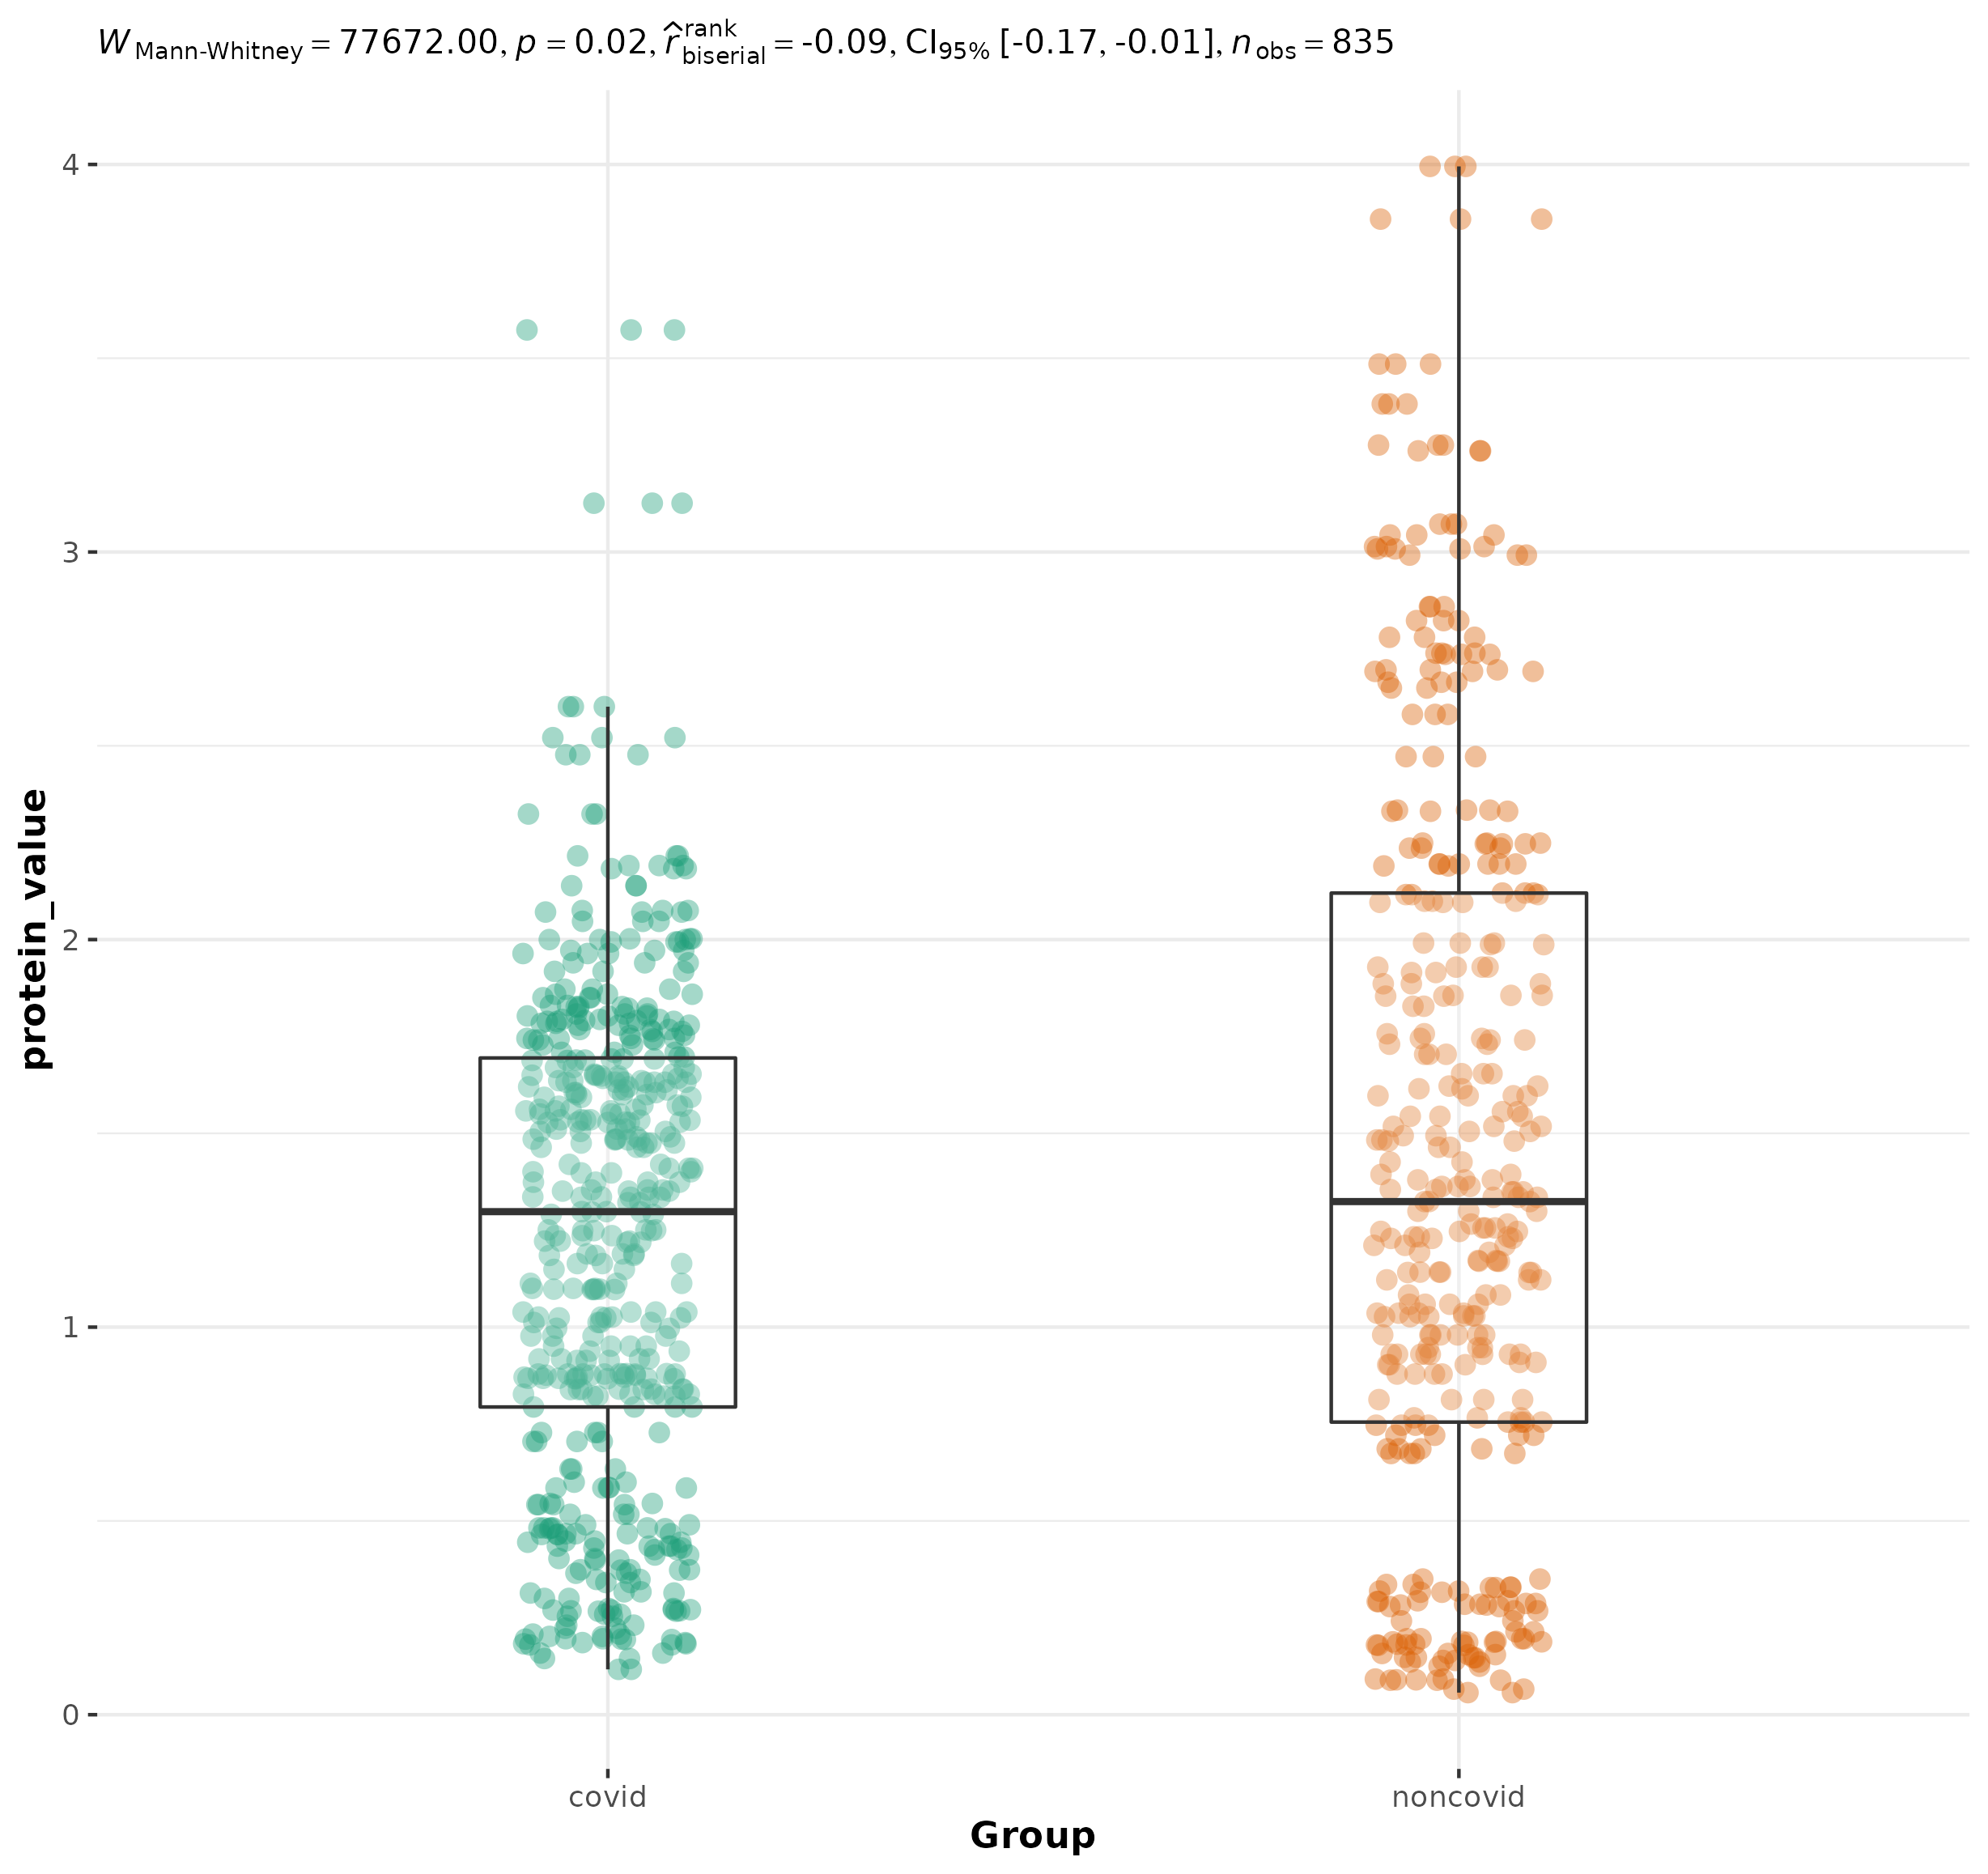 W Mann-Whitney = 77672.00, p = 0.02, r̂ rank biserial = -0.09, CI95% [-0.17, -0.01], n obs = 835
4
3
2
1
0
protein_value
covid noncovid
Group